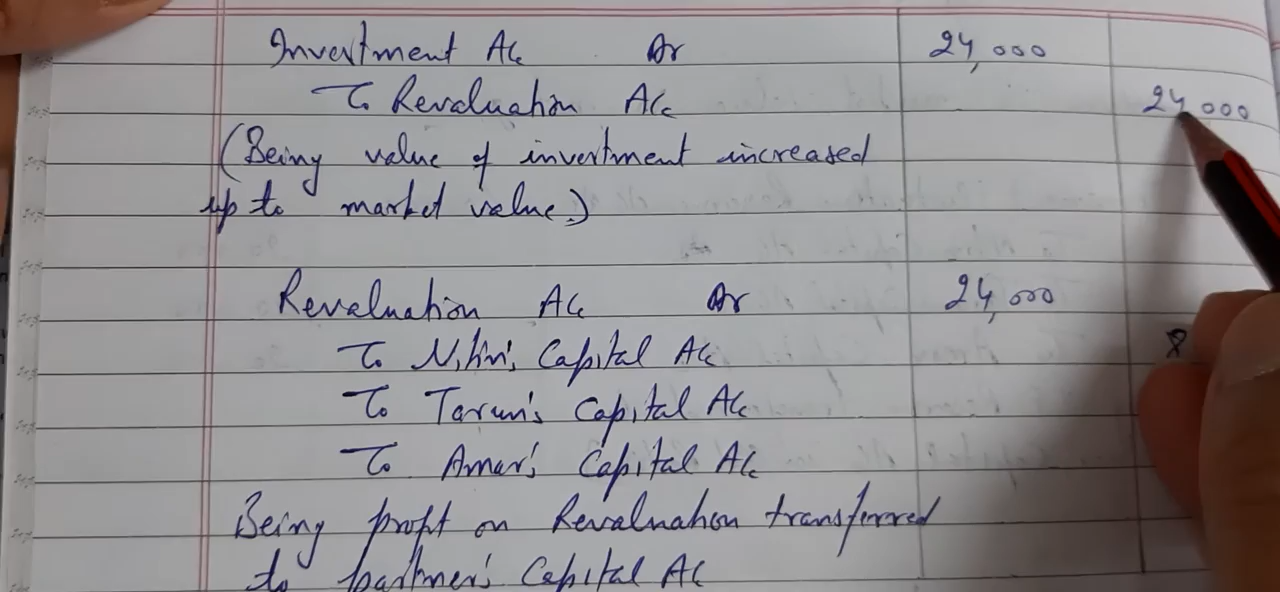 Investment A/c Dr 24,000
To Revaluation A/c 24,000
(Being value of investment increased
up to market value)
Revaluation A/c Dr 24,000
To Nitin's Capital A/c 8
To Tarun's Capital A/c
To Amar's Capital A/c
Being profit on Revaluation transferred
to partner's Capital A/c